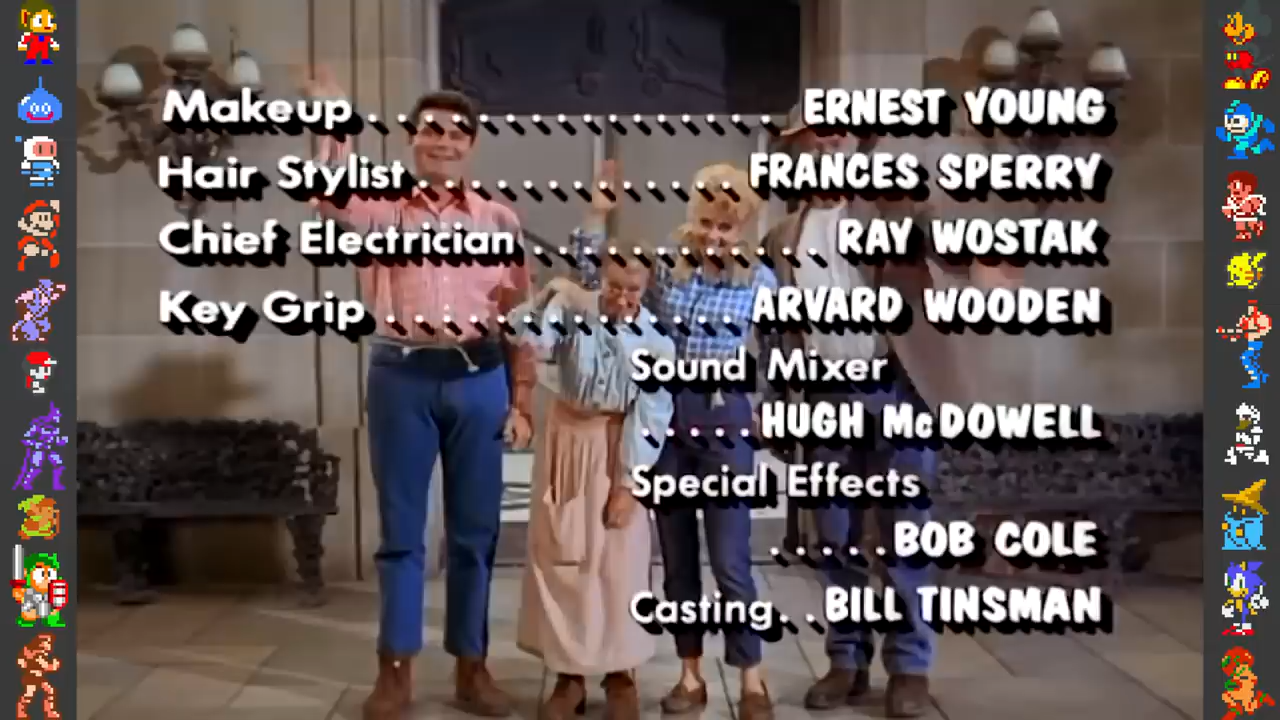 Makeup................ERNEST YOUNG
Hair Stylist.............FRANCES SPERRY
Chief Electrician............RAY WOSTAK
Key Grip..............ARVARD WOODEN
Sound Mixer
.....HUGH McDOWELL
Special Effects
.....BOB COLE
Casting..BILL TINSMAN